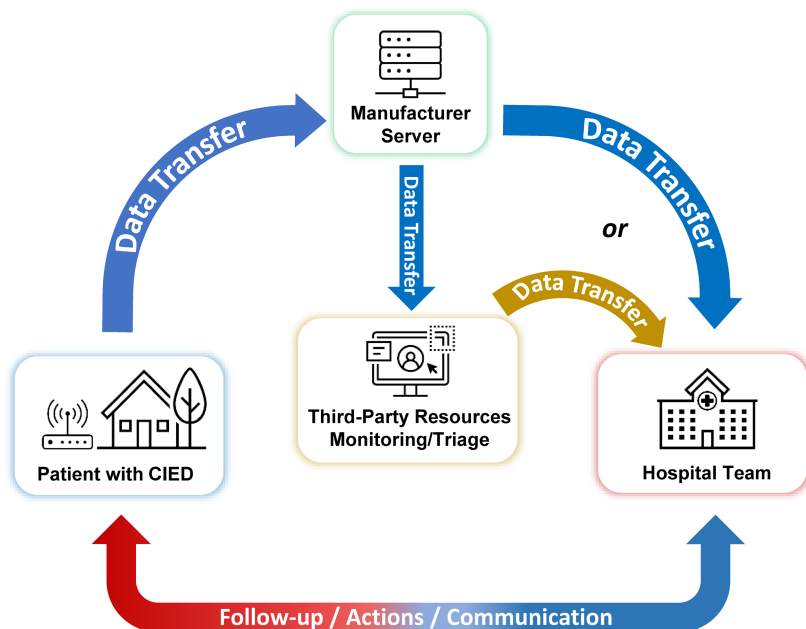 Manufacturer
Server
Data Transfer
Data Transfer
Data Transfer
or
Data Transfer
Third-Party Resources
Monitoring/Triage
Patient with CIED
Hospital Team
Follow-up / Actions / Communication